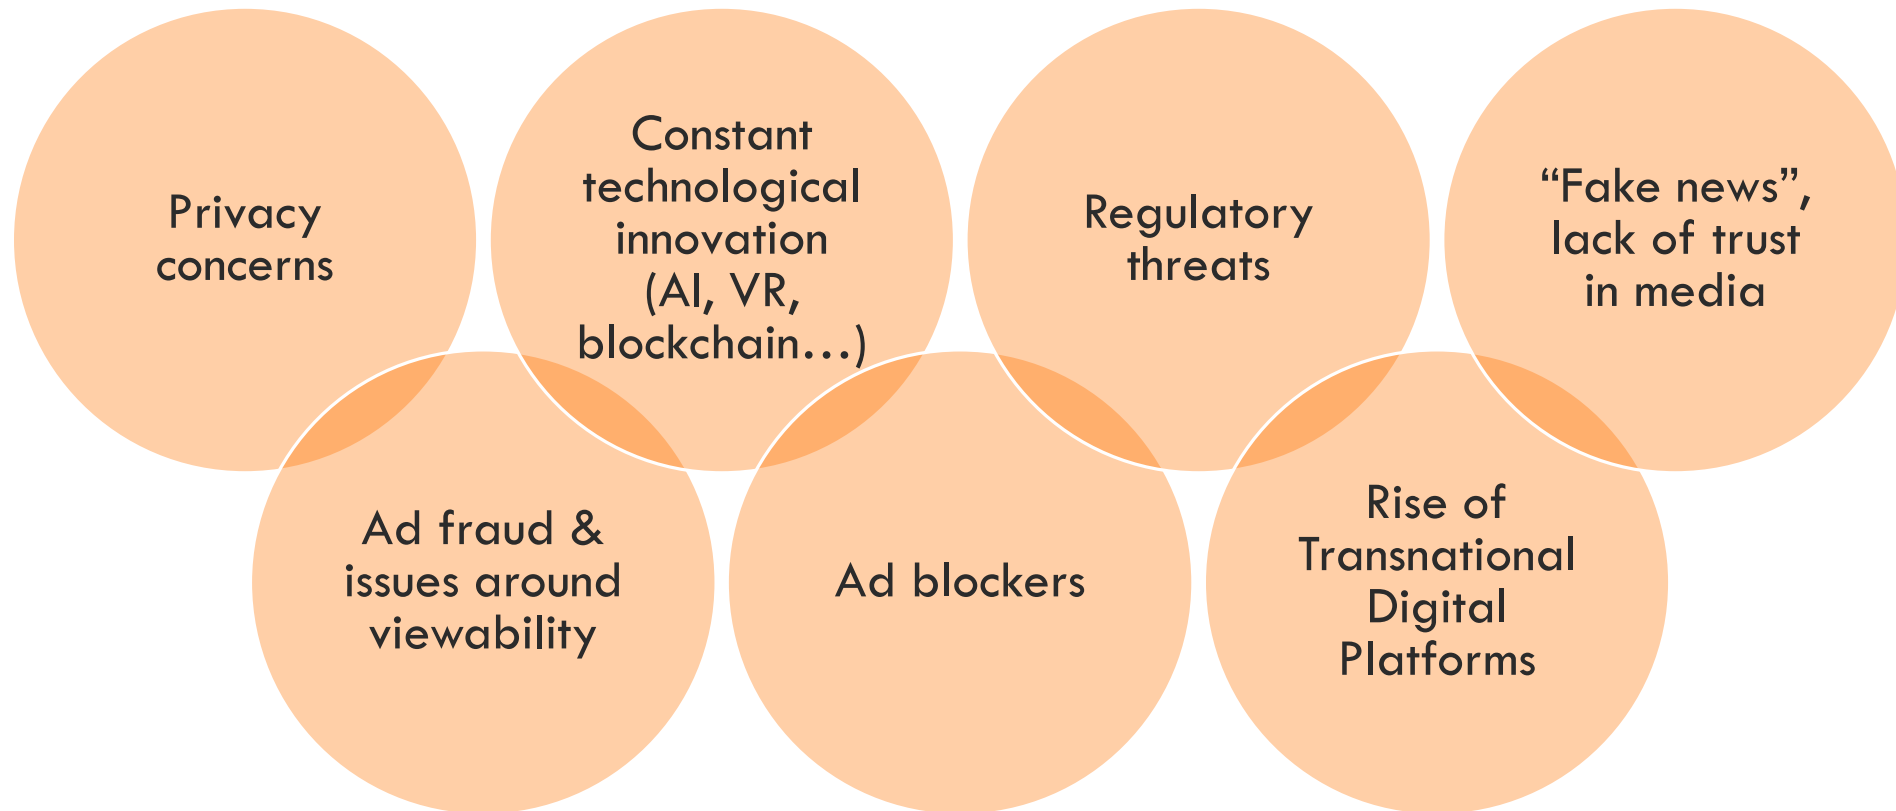 Privacy
concerns
Constant
technological
innovation
(AI, VR,
blockchain…)
Regulatory
threats
“Fake news”,
lack of trust
in media
Ad fraud &
issues around
viewability
Ad blockers
Rise of
Transnational
Digital
Platforms